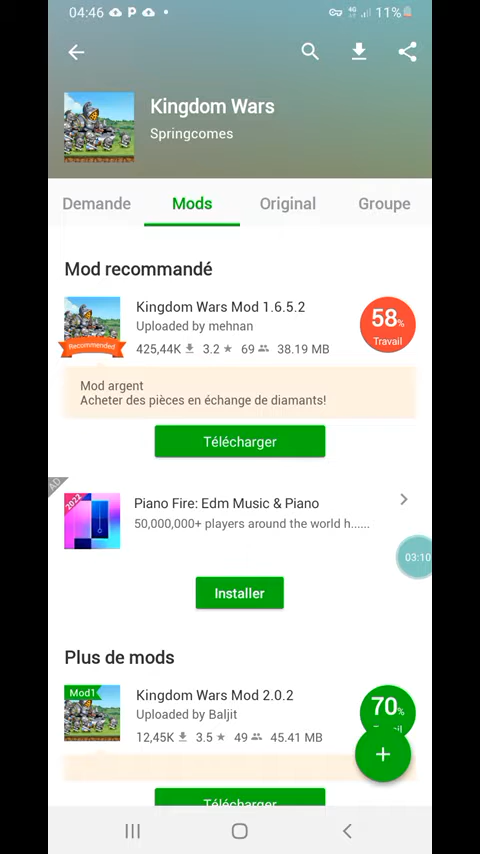 04:46 P 4G 11%
Kingdom Wars
Springcomes
Demande Mods Original Groupe
Mod recommandé
Kingdom Wars Mod 1.6.5.2
Uploaded by mehnan
425,44K 3.2 ★ 69 38.19 MB
58%
Travail
Recommended
Mod argent
Acheter des pièces en échange de diamants!
Télécharger
AD
2022
Piano Fire: Edm Music & Piano
50,000,000+ players around the world h......
03:10
Installer
Plus de mods
Mod1
Kingdom Wars Mod 2.0.2
Uploaded by Baljit
12,45K 3.5 ★ 49 45.41 MB
70%
+
Télécharger